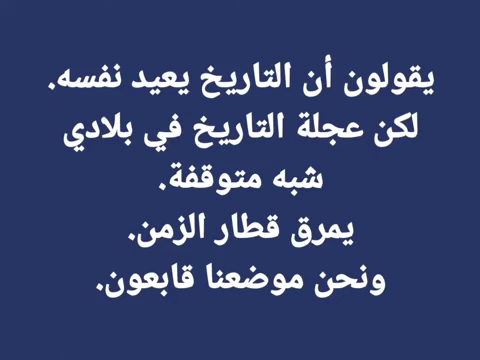 يقولون أن التاريخ يعيد نفسه.
لكن عجلة التاريخ في بلادي
شبه متوقفة.
يمرق قطار الزمن.
ونحن موضعنا قابعون.